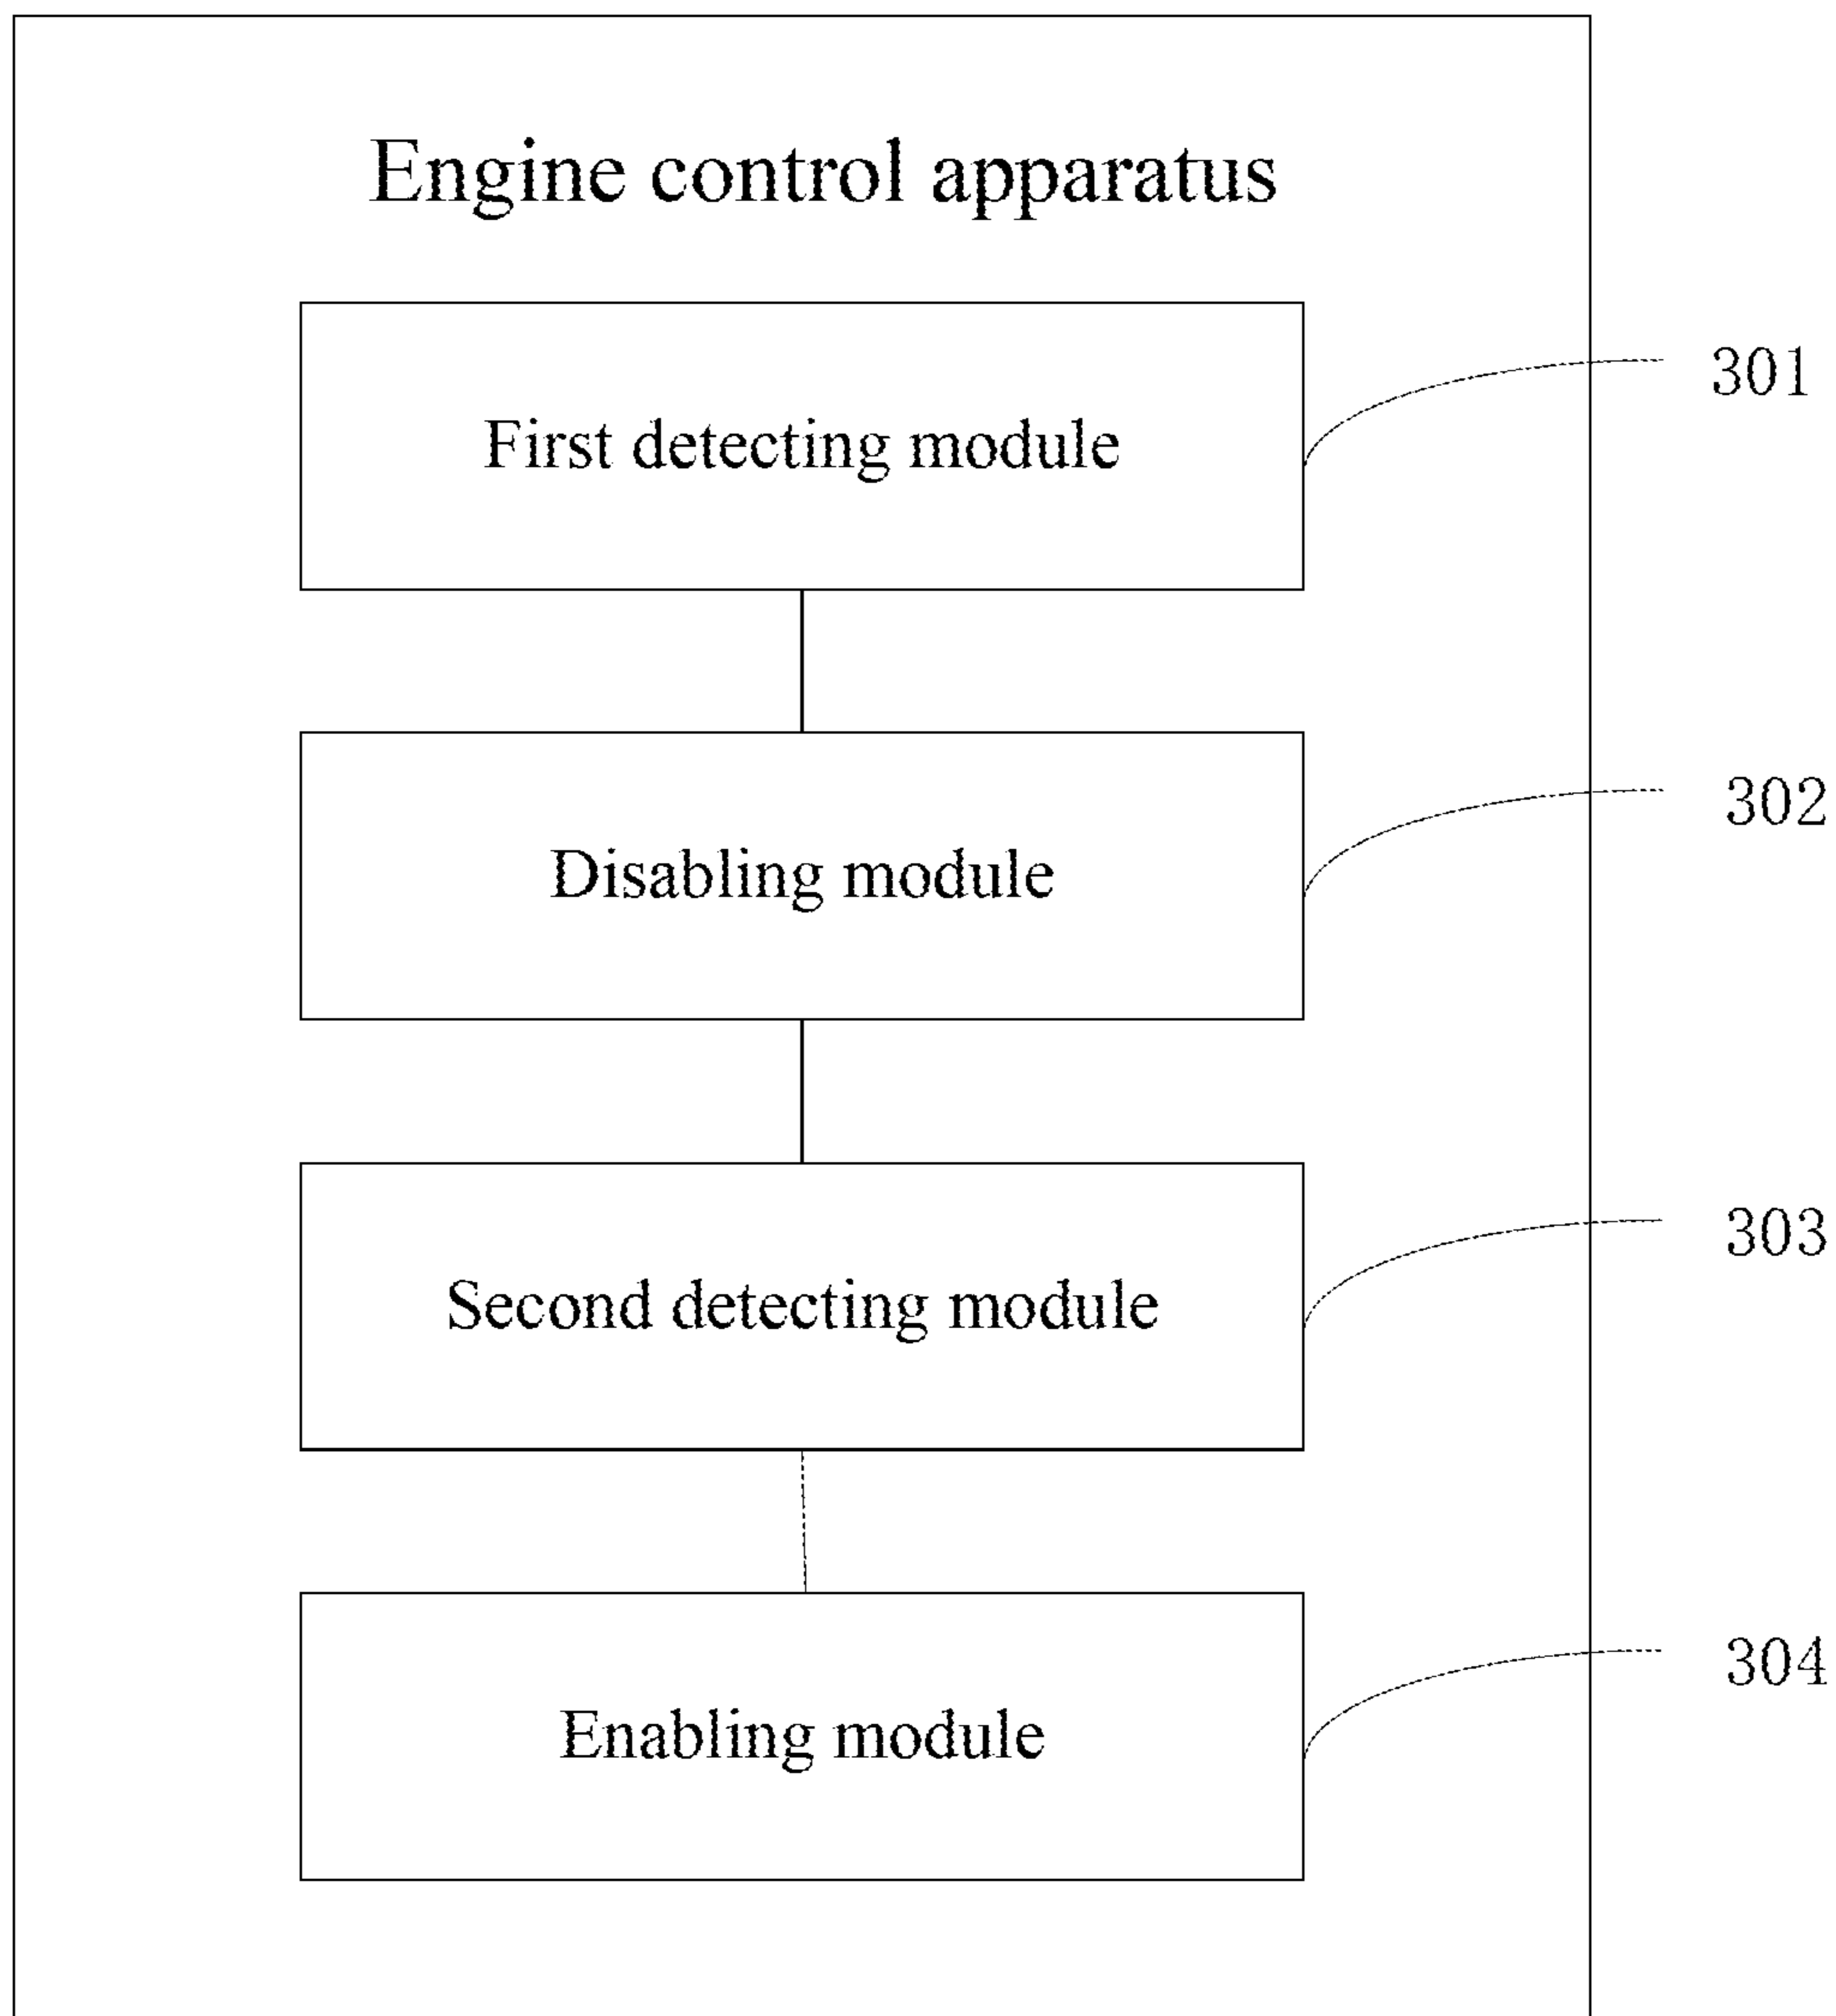 Engine control apparatus
First detecting module
301
Disabling module
302
Second detecting module
303
Enabling module
304